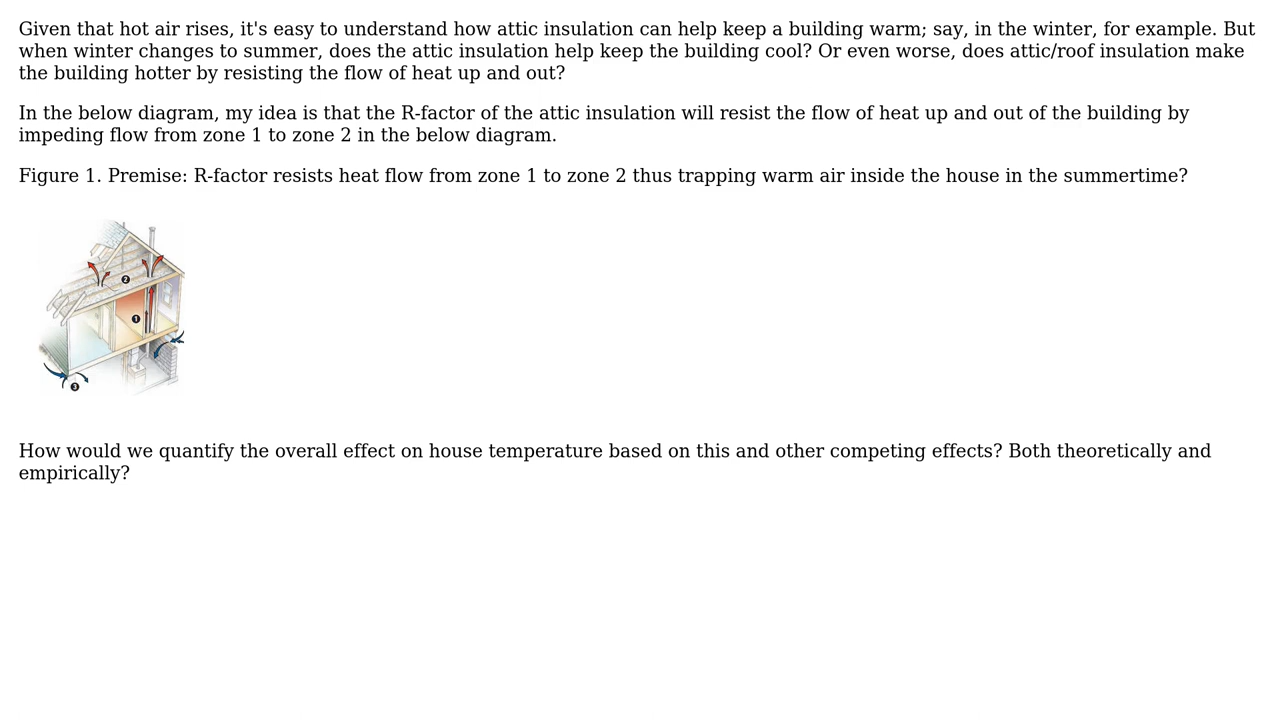 Given that hot air rises, it's easy to understand how attic insulation can help keep a building warm; say, in the winter, for example. But
when winter changes to summer, does the attic insulation help keep the building cool? Or even worse, does attic/roof insulation make
the building hotter by resisting the flow of heat up and out?
In the below diagram, my idea is that the R-factor of the attic insulation will resist the flow of heat up and out of the building by
impeding flow from zone 1 to zone 2 in the below diagram.
Figure 1. Premise: R-factor resists heat flow from zone 1 to zone 2 thus trapping warm air inside the house in the summertime?
2
1
3
How would we quantify the overall effect on house temperature based on this and other competing effects? Both theoretically and
empirically?